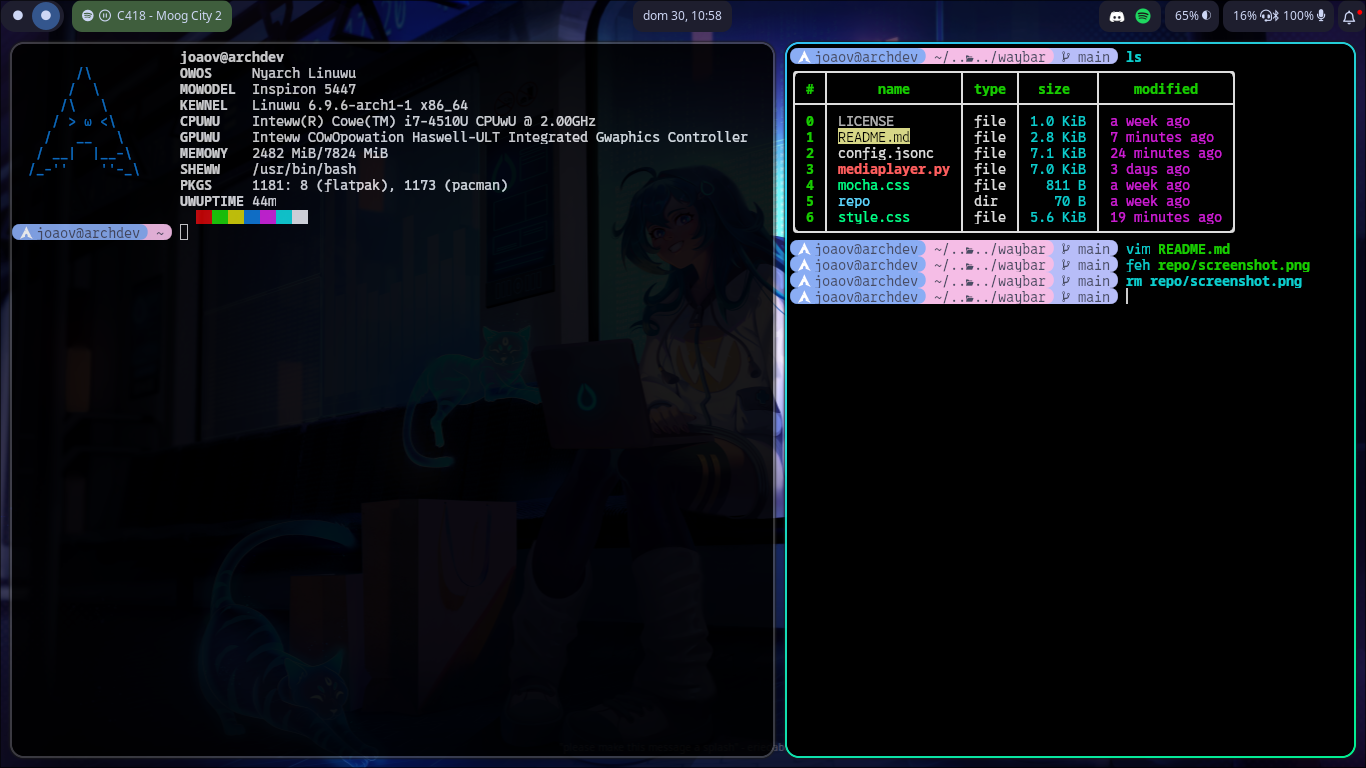 C418 - Moog City 2
dom 30, 10:58
65%
16% 100%
joaov@archdev
OWOS Nyarch Linuwu
MOWODEL Inspiron 5447
KEWNEL Linuwu 6.9.6-arch1-1 x86_64
CPUWU Inteww(R) Cowe(TM) i7-4510U CPUWU @ 2.00GHz
GPUWU Inteww COwOpowation Haswell-ULT Integrated Gwaphics Controller
MEMOWY 2482 MiB/7824 MiB
SHEWW /usr/bin/bash
PKGS 1181: 8 (flatpak), 1173 (pacman)
UWUPTIME 44m
joaov@archdev ~
joaov@archdev ~/../../waybar main ls
# name type size modified
0 LICENSE file 1.0 KiB a week ago
1 README.md file 2.8 KiB 7 minutes ago
2 config.jsonc file 7.1 KiB 24 minutes ago
3 mediaplayer.py file 7.0 KiB 3 days ago
4 mocha.css file 811 B a week ago
5 repo dir 70 B a week ago
6 style.css file 5.6 KiB 19 minutes ago
joaov@archdev ~/../../waybar main vim README.md
joaov@archdev ~/../../waybar main feh repo/screenshot.png
joaov@archdev ~/../../waybar main rm repo/screenshot.png
joaov@archdev ~/../../waybar main